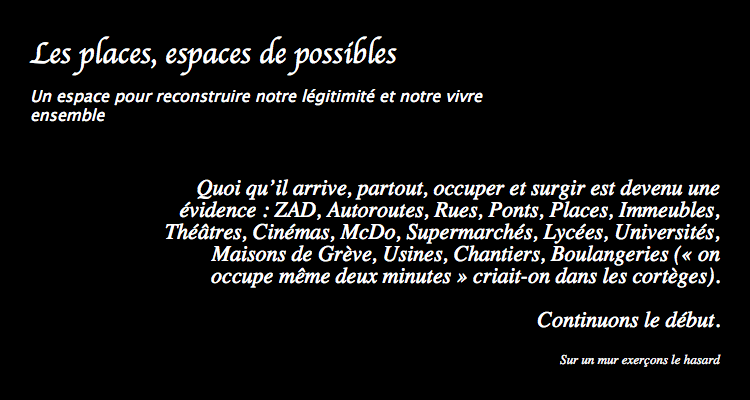 Les places, espaces de possibles
Un espace pour reconstruire notre légitimité et notre vivre
ensemble
Quoi qu’il arrive, partout, occuper et surgir est devenu une
évidence : ZAD, Autoroutes, Rues, Ponts, Places, Immeubles,
Théâtres, Cinémas, McDo, Supermarchés, Lycées, Universités,
Maisons de Grève, Usines, Chantiers, Boulangeries (« on
occupe même deux minutes » criait-on dans les cortèges).
Continuons le début.
Sur un mur exerçons le hasard